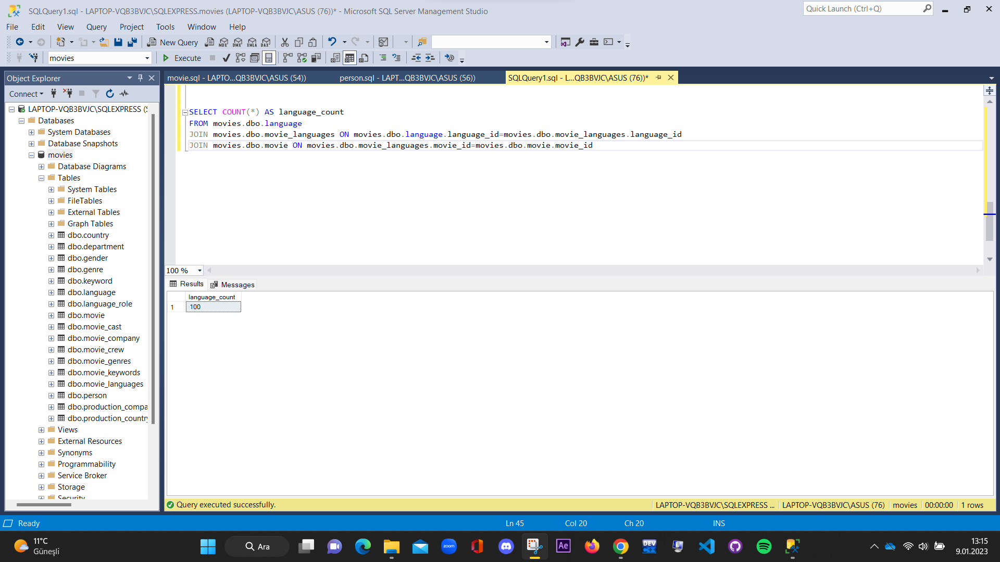 SQLQuery1.sql - LAPTOP-VQB3BVJC\SQLEXPRESS.movies (LAPTOP-VQB3BVJC\ASUS (76))* - Microsoft SQL Server Management Studio
Quick Launch (Ctrl+Q)
File Edit View Query Project Tools Window Help
New Query MDX DMX XMLA DAX
movies Execute
Object Explorer
movie.sql - LAPTO...QB3BVJC\ASUS (54)) person.sql - LAPT...QB3BVJC\ASUS (56)) SQLQuery1.sql - L...QB3BVJC\ASUS (76))*
Connect
LAPTOP-VQB3BVJC\SQLEXPRESS (S
Databases
System Databases
Database Snapshots
movies
Database Diagrams
Tables
System Tables
FileTables
External Tables
Graph Tables
dbo.country
dbo.department
dbo.gender
dbo.genre
dbo.keyword
dbo.language
dbo.language_role
dbo.movie
dbo.movie_cast
dbo.movie_company
dbo.movie_crew
dbo.movie_genres
dbo.movie_keywords
dbo.movie_languages
dbo.person
dbo.production_compa
dbo.production_country
Views
External Resources
Synonyms
Programmability
Service Broker
Storage
Security
SELECT COUNT(*) AS language_count
FROM movies.dbo.language
JOIN movies.dbo.movie_languages ON movies.dbo.language.language_id=movies.dbo.movie_languages.language_id
JOIN movies.dbo.movie ON movies.dbo.movie_languages.movie_id=movies.dbo.movie.movie_id
100 %
Results Messages
language_count
1 100
Query executed successfully.
LAPTOP-VQB3BVJC\SQLEXPRESS ... LAPTOP-VQB3BVJC\ASUS (76) movies 00:00:00 1 rows
Ready Ln 45 Col 20 Ch 20 INS
11°C
Güneşli
Ara
zoom
Ae
DEV
13:15
9.01.2023